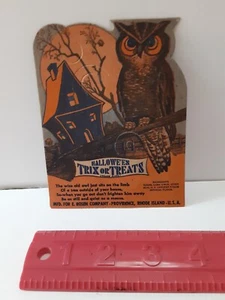 HALLOWE'EN
TRIX or TREATS
The wise old owl just sits on the limb
Of a tree outside of your home,
So when you go out don't frighten him away
Be as still and quiet as a mouse.
MFG. FOR E. ROSEN COMPANY-PROVIDENCE, RHODE ISLAND-U.S.A.
1 2 3 4